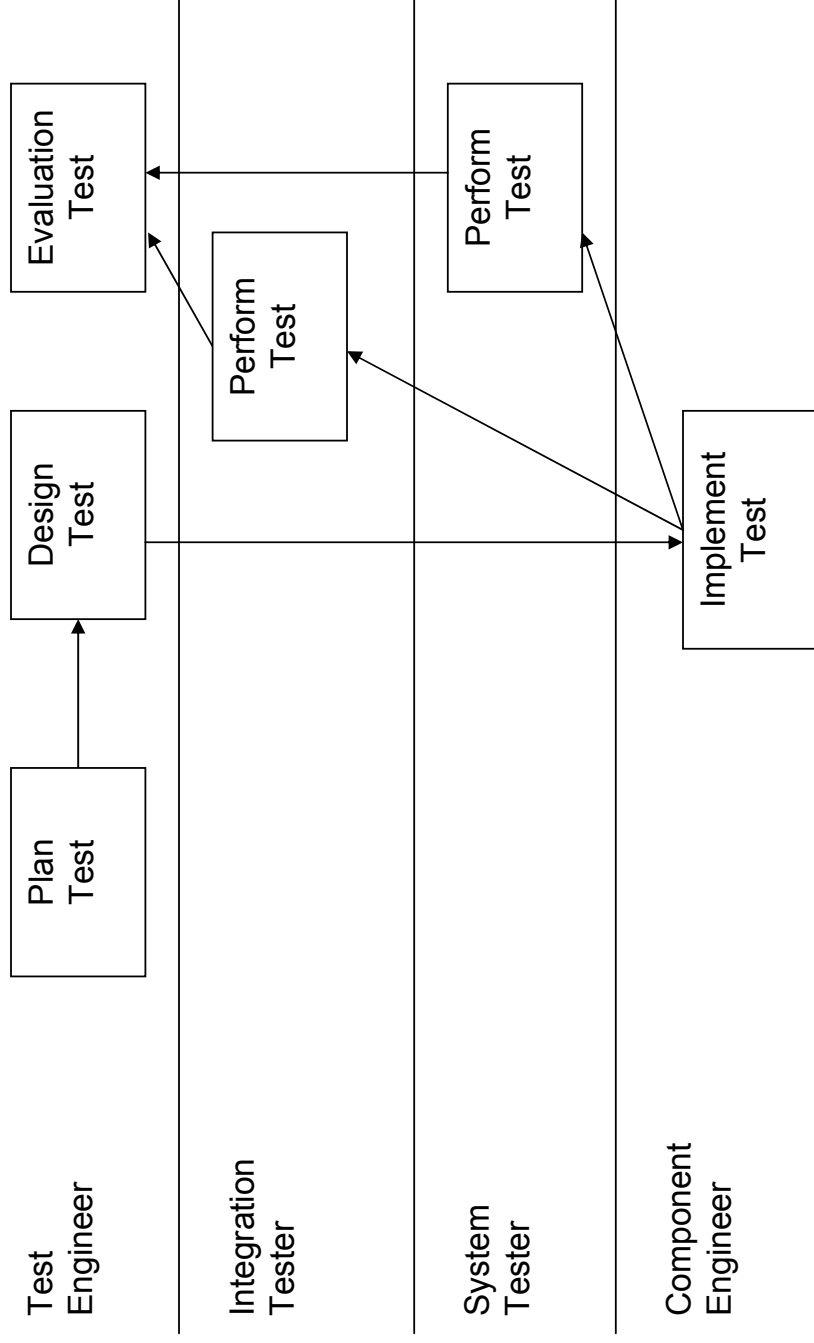 Test
Engineer
Plan
Test
Design
Test
Evaluation
Test
Integration
Tester
Perform
Test
System
Tester
Perform
Test
Component
Engineer
Implement
Test